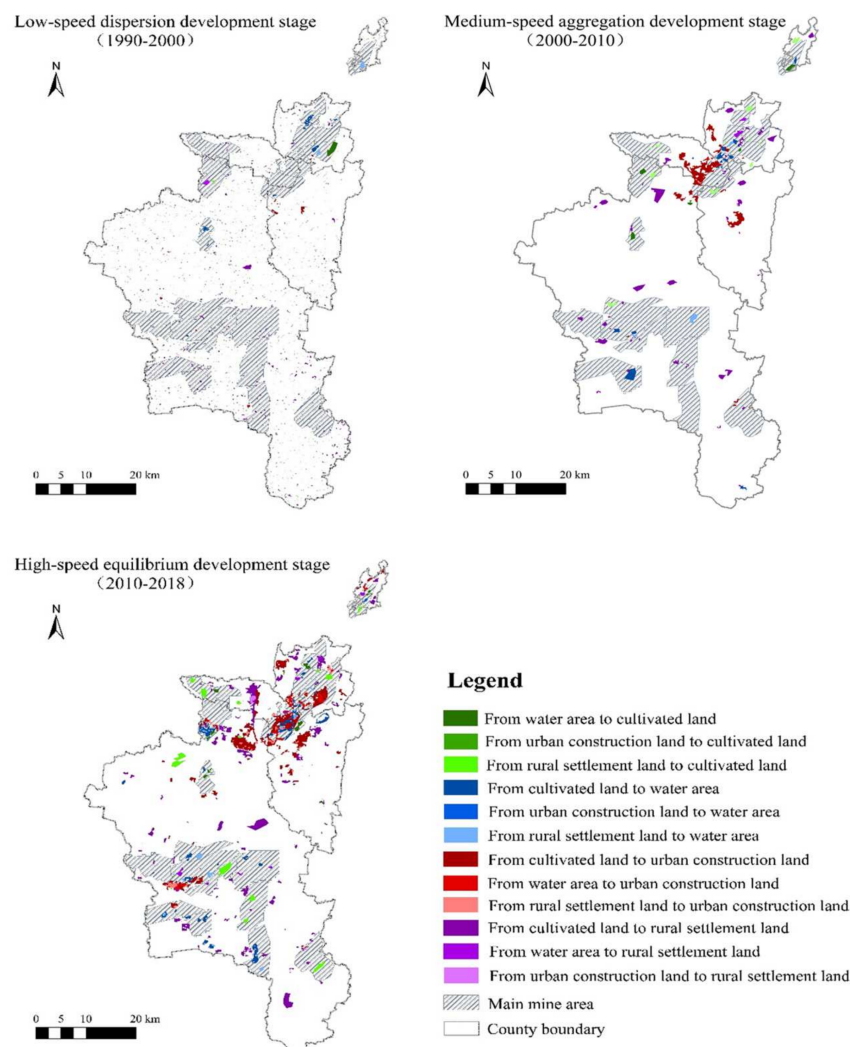 Low-speed dispersion development stage
（1990-2000）
Medium-speed aggregation development stage
（2000-2010）
N
N
0 5 10 20 km
0 5 10 20 km
High-speed equilibrium development stage
（2010-2018）
N
Legend
From water area to cultivated land
From urban construction land to cultivated land
From rural settlement land to cultivated land
From cultivated land to water area
From urban construction land to water area
From rural settlement land to water area
From cultivated land to urban construction land
From water area to urban construction land
From rural settlement land to urban construction land
From cultivated land to rural settlement land
From water area to rural settlement land
From urban construction land to rural settlement land
Main mine area
County boundary
0 5 10 20 km